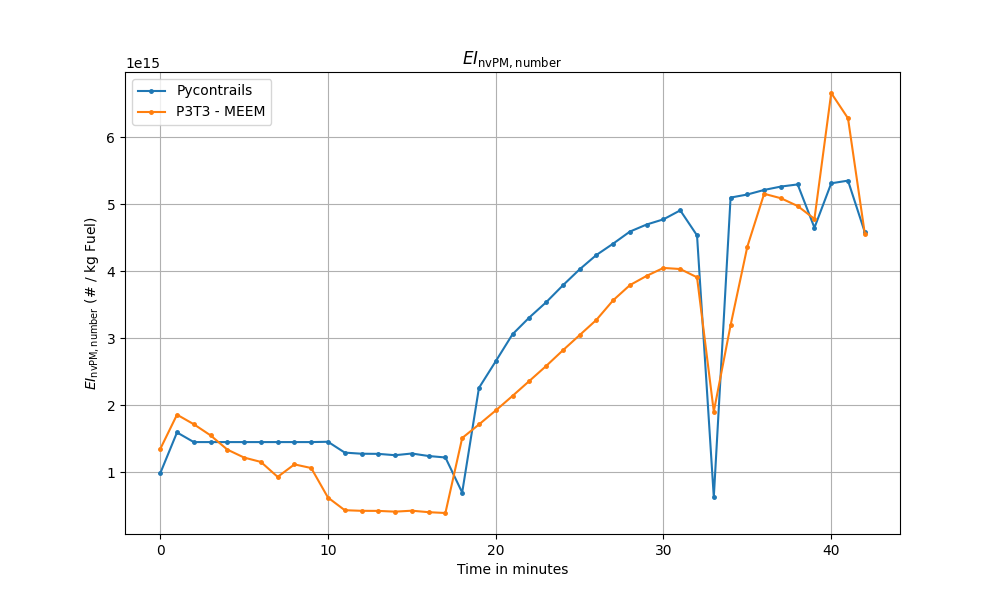 EI_nvPM, number
1e15
Pycontrails
P3T3 - MEEM
6
5
4
3
2
1
EI_nvPM, number (# / kg Fuel)
0 10 20 30 40
Time in minutes